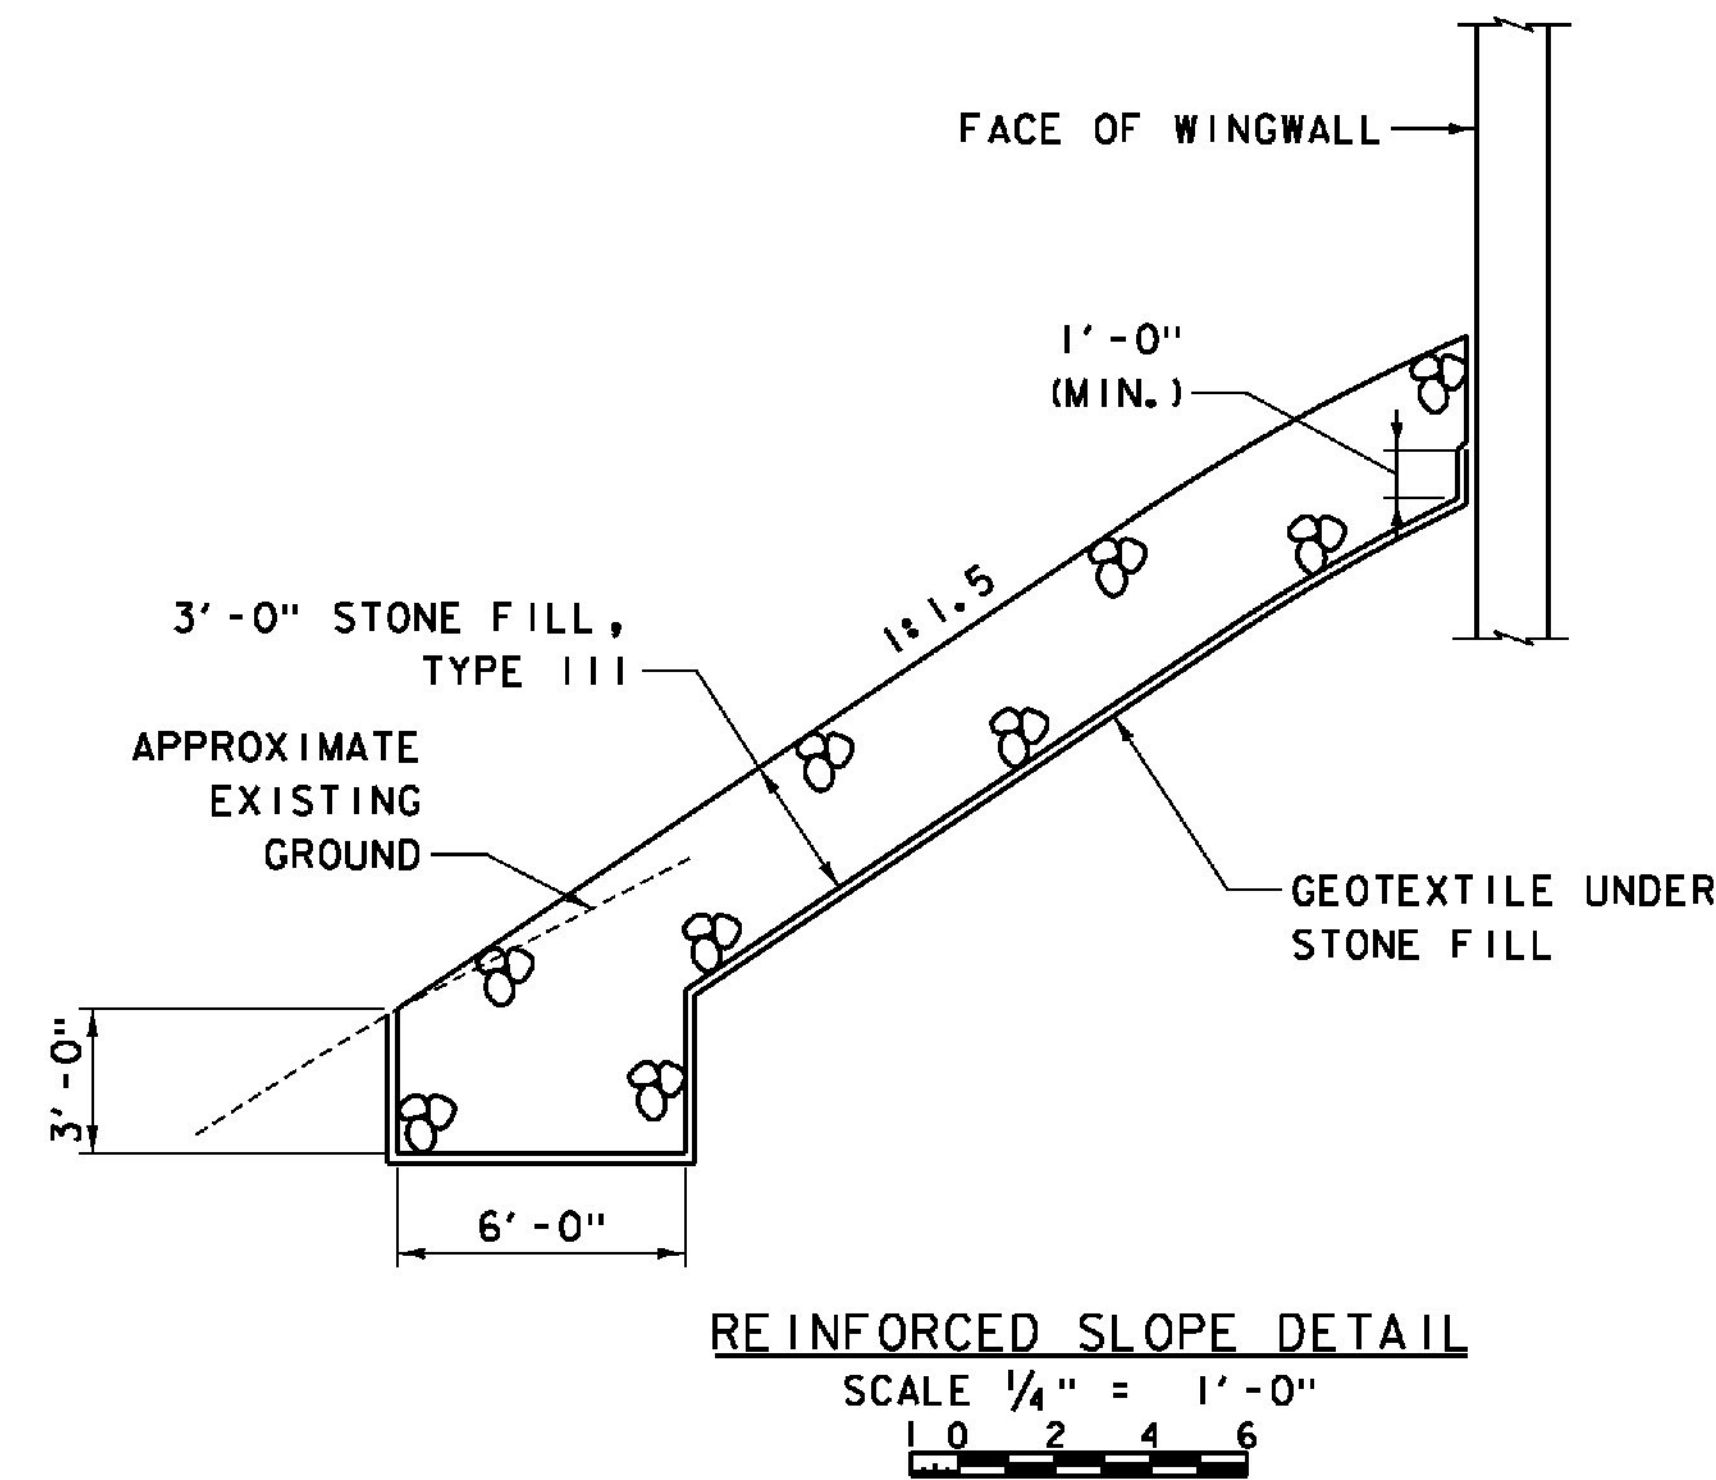 FACE OF WINGWALL
1'-0"
(MIN.)
1:1.5
3'-0" STONE FILL,
TYPE III
APPROXIMATE
EXISTING
GROUND
GEOTEXTILE UNDER
STONE FILL
3'-0"
6'-0"
REINFORCED SLOPE DETAIL
SCALE 1/4" = 1'-0"
1 0 2 4 6